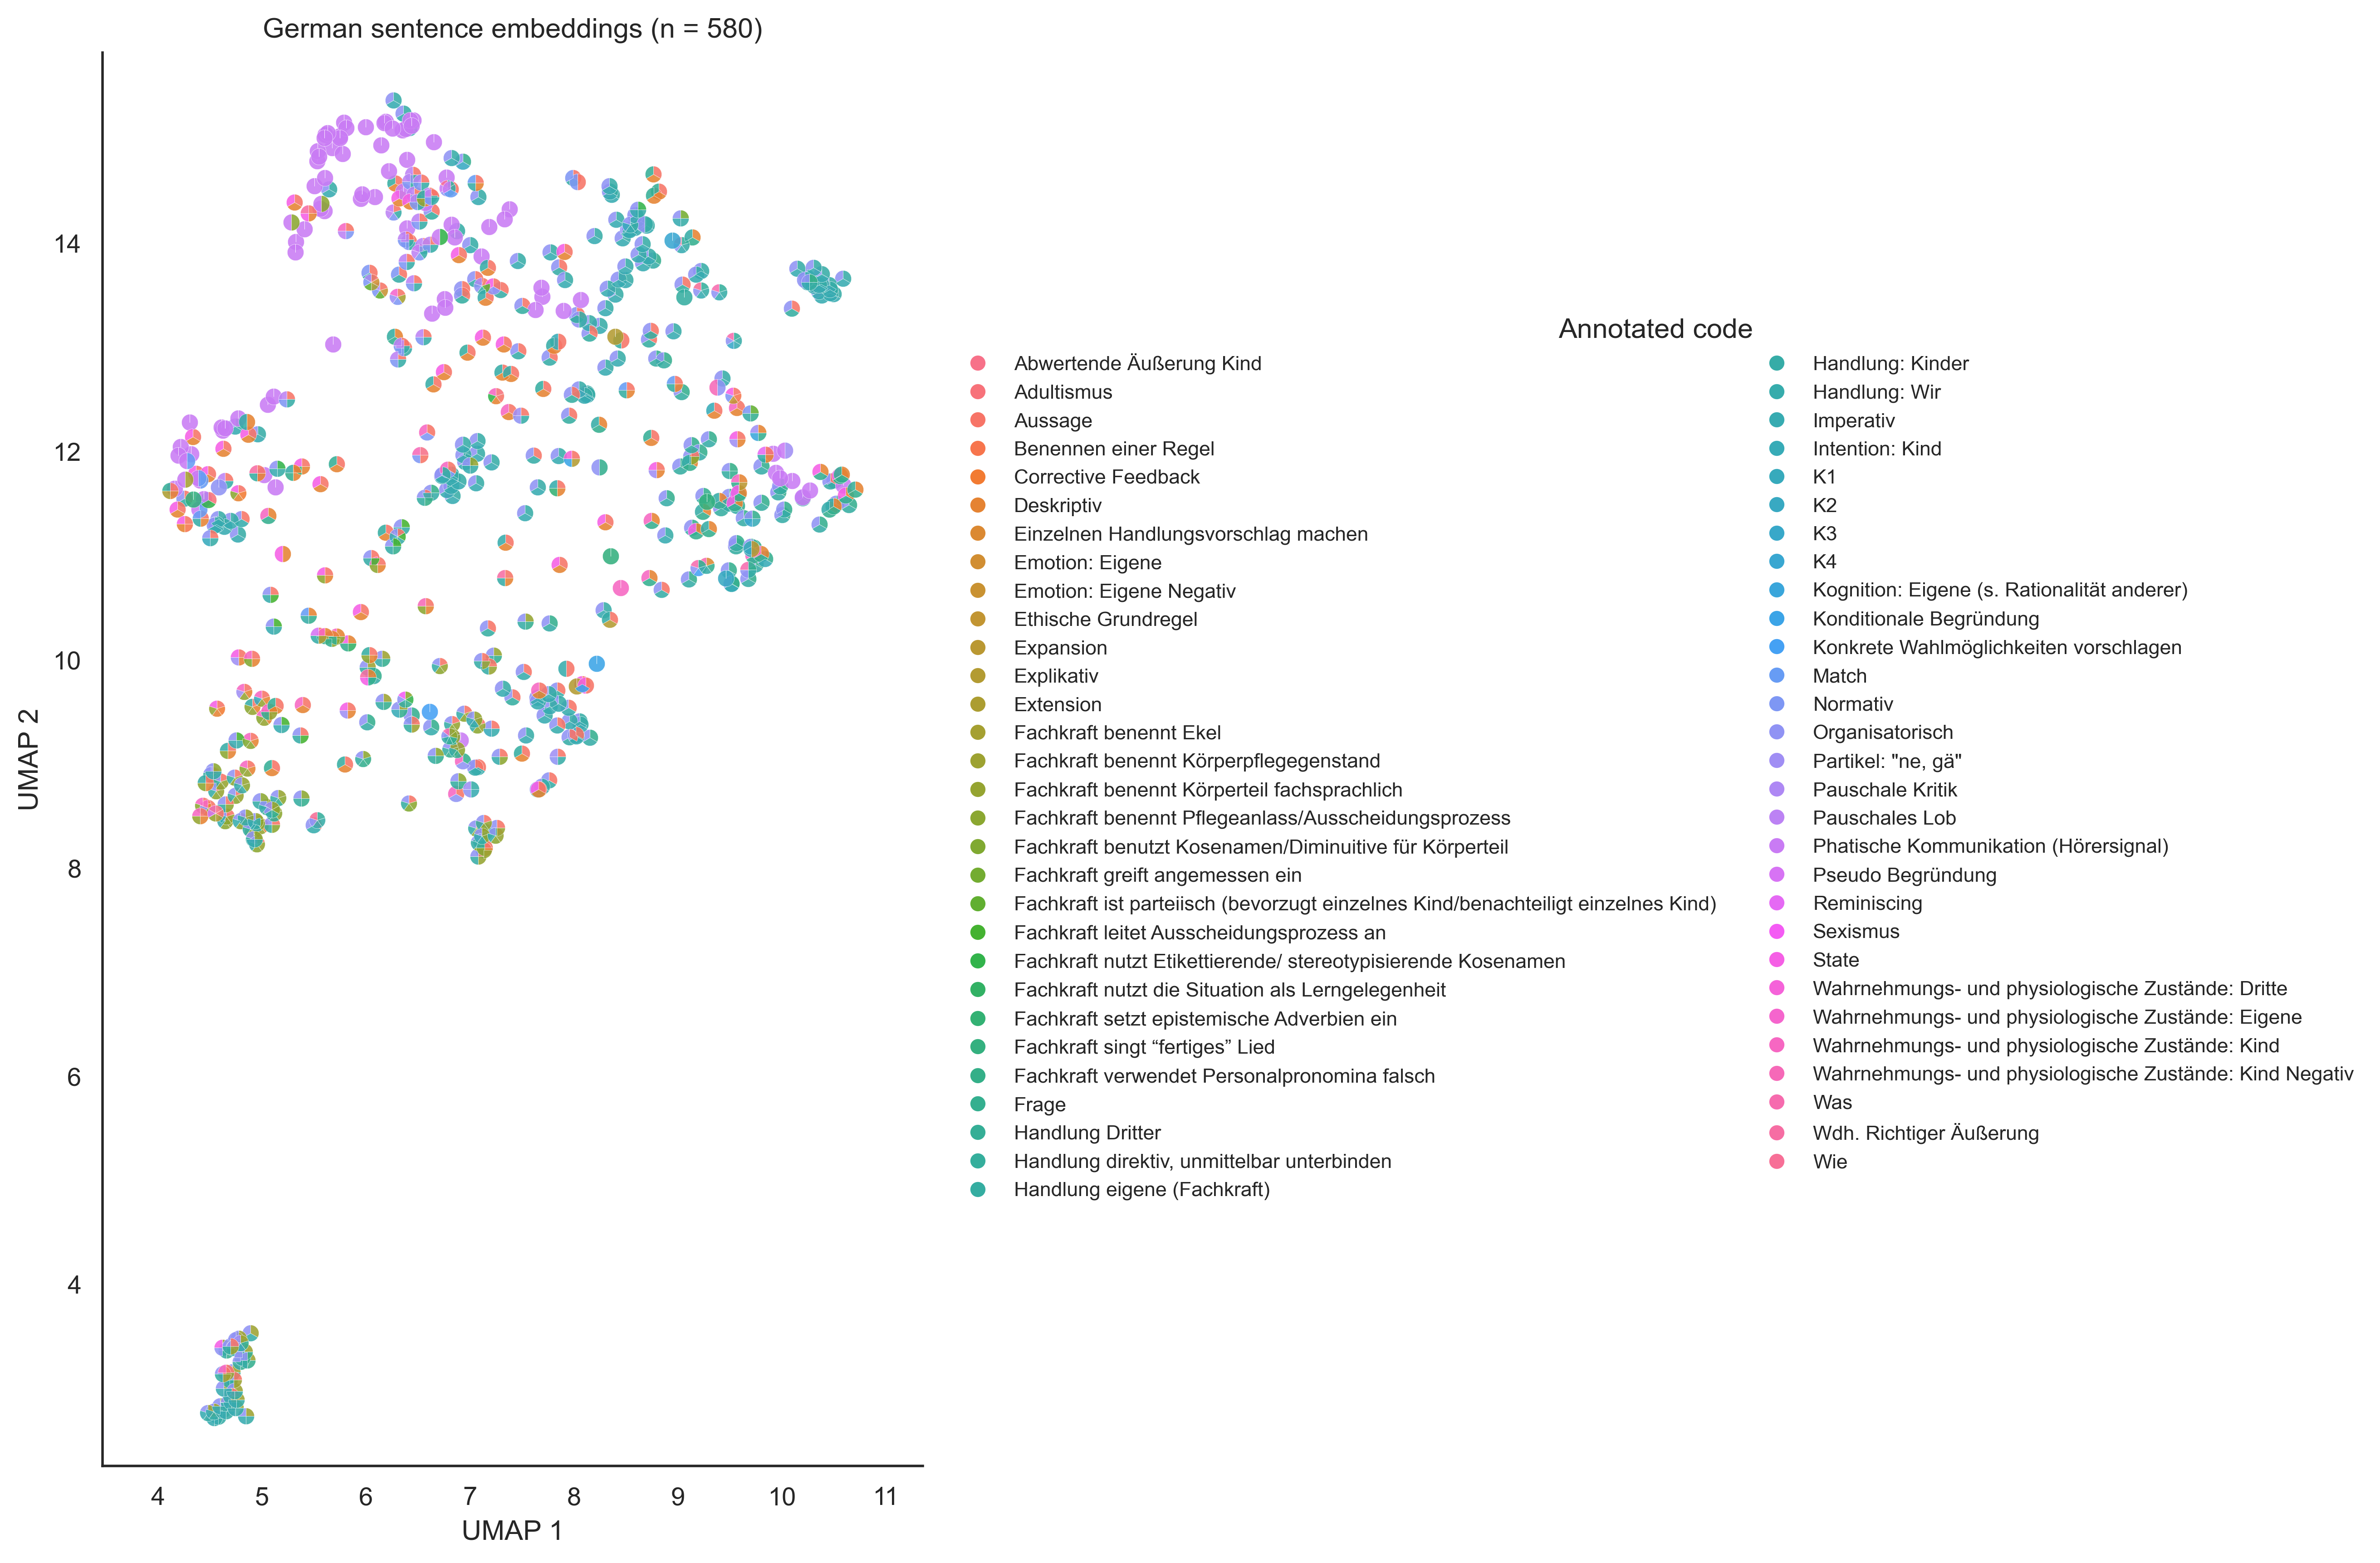 German sentence embeddings (n = 580)
14
12
10
8
6
4
UMAP 2
4 5 6 7 8 9 10 11
UMAP 1
Annotated code
Abwertende Äußerung Kind
Adultismus
Aussage
Benennen einer Regel
Corrective Feedback
Deskriptiv
Einzelnen Handlungsvorschlag machen
Emotion: Eigene
Emotion: Eigene Negativ
Ethische Grundregel
Expansion
Explikativ
Extension
Fachkraft benennt Ekel
Fachkraft benennt Körperpflegegenstand
Fachkraft benennt Körperteil fachsprachlich
Fachkraft benennt Pflegeanlass/Ausscheidungsprozess
Fachkraft benutzt Kosenamen/Diminuitive für Körperteil
Fachkraft greift angemessen ein
Fachkraft ist parteiisch (bevorzugt einzelnes Kind/benachteiligt einzelnes Kind)
Fachkraft leitet Ausscheidungsprozess an
Fachkraft nutzt Etikettierende/ stereotypisierende Kosenamen
Fachkraft nutzt die Situation als Lerngelegenheit
Fachkraft setzt epistemische Adverbien ein
Fachkraft singt “fertiges” Lied
Fachkraft verwendet Personalpronomina falsch
Frage
Handlung Dritter
Handlung direktiv, unmittelbar unterbinden
Handlung eigene (Fachkraft)
Handlung: Kinder
Handlung: Wir
Imperativ
Intention: Kind
K1
K2
K3
K4
Kognition: Eigene (s. Rationalität anderer)
Konditionale Begründung
Konkrete Wahlmöglichkeiten vorschlagen
Match
Normativ
Organisatorisch
Partikel: "ne, gä"
Pauschale Kritik
Pauschales Lob
Phatische Kommunikation (Hörersignal)
Pseudo Begründung
Reminiscing
Sexismus
State
Wahrnehmungs- und physiologische Zustände: Dritte
Wahrnehmungs- und physiologische Zustände: Eigene
Wahrnehmungs- und physiologische Zustände: Kind
Wahrnehmungs- und physiologische Zustände: Kind Negativ
Was
Wdh. Richtiger Äußerung
Wie